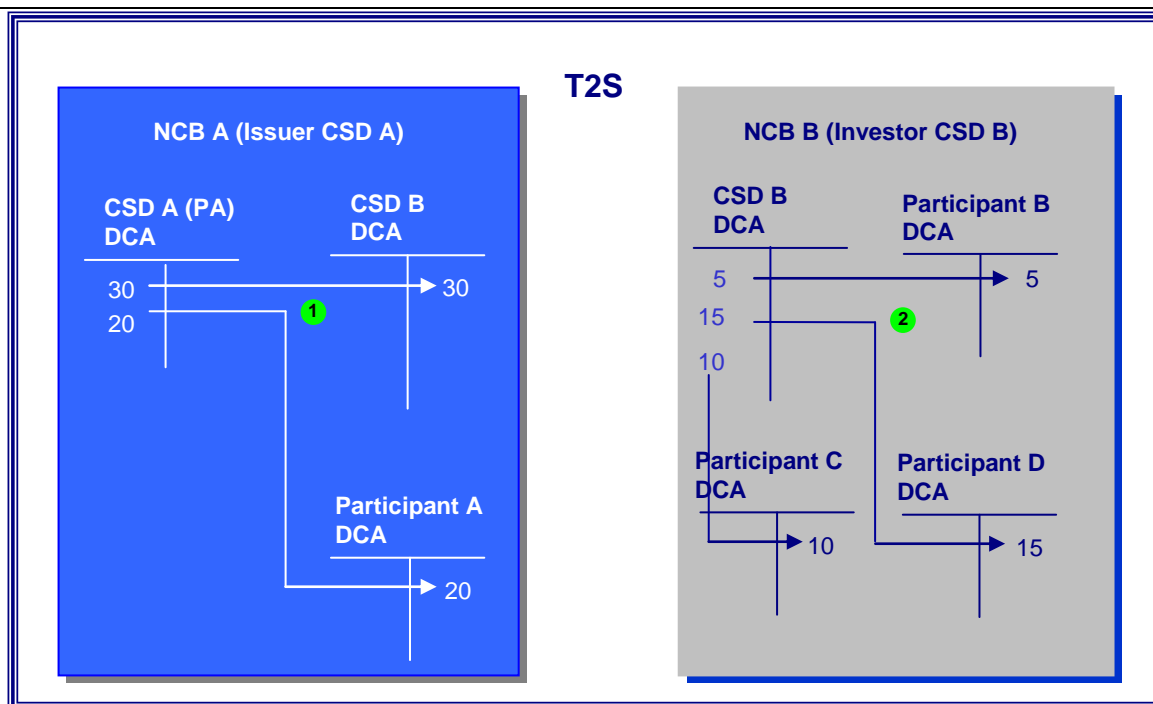 T2S
NCB A (Issuer CSD A)
CSD A (PA)
DCA
CSD B
DCA
30
20
30
1
Participant A
DCA
20
NCB B (Investor CSD B)
CSD B
DCA
Participant B
DCA
5
15
10
5
2
Participant C
DCA
10
Participant D
DCA
15